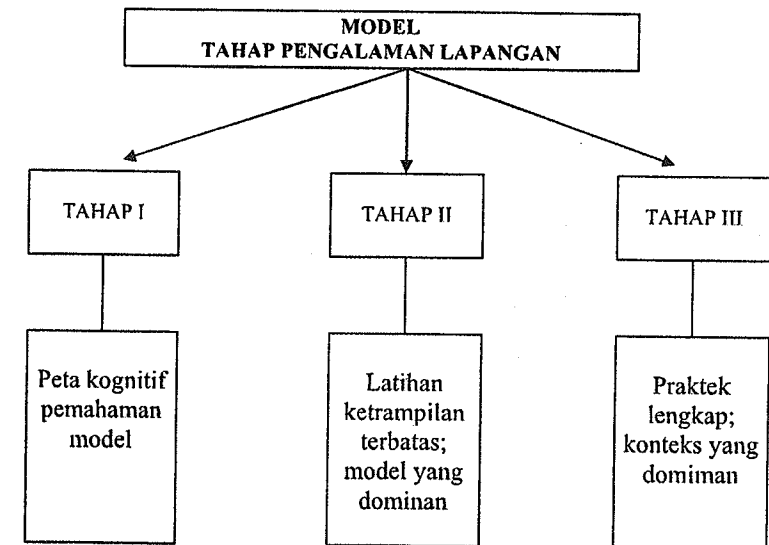 MODEL
TAHAP PENGALAMAN LAPANGAN
TAHAP I
TAHAP II
TAHAP III
Peta kognitif
pemahaman
model
Latihan
ketrampilan
terbatas;
model yang
dominan
Praktek
lengkap;
konteks yang
domiman